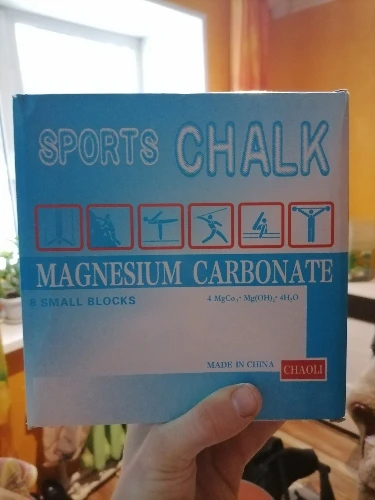 SPORTS CHALK
MAGNESIUM CARBONATE
8 SMALL BLOCKS
4 MgCo₃· Mg(OH)₂· 4H₂O
MADE IN CHINA CHAOLI